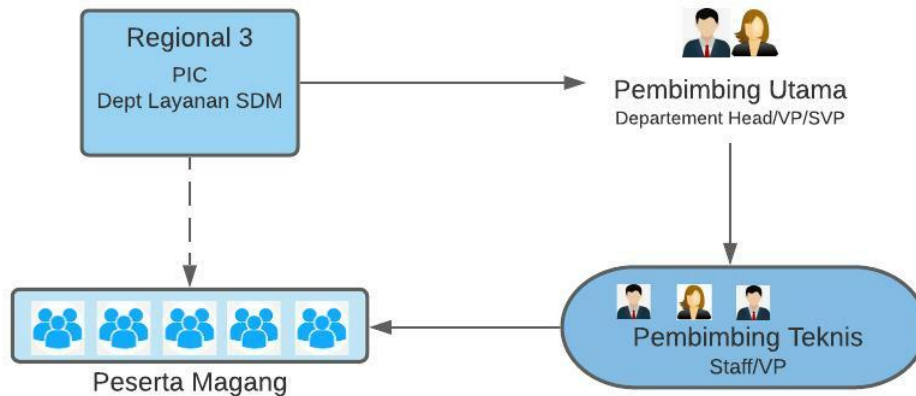 Regional 3
PIC
Dept Layanan SDM
Pembimbing Utama
Departement Head/VP/SVP
Peserta Magang
Pembimbing Teknis
Staff/VP